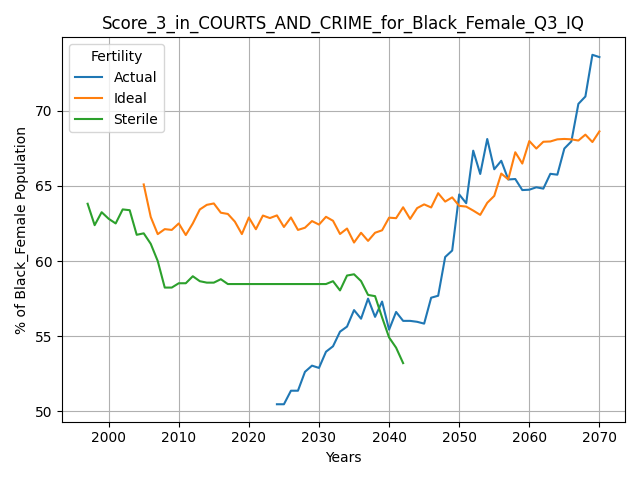 Score_3_in_COURTS_AND_CRIME_for_Black_Female_Q3_IQ
Fertility
Actual
Ideal
Sterile
% of Black_Female Population
70
65
60
55
50
2000 2010 2020 2030 2040 2050 2060 2070
Years